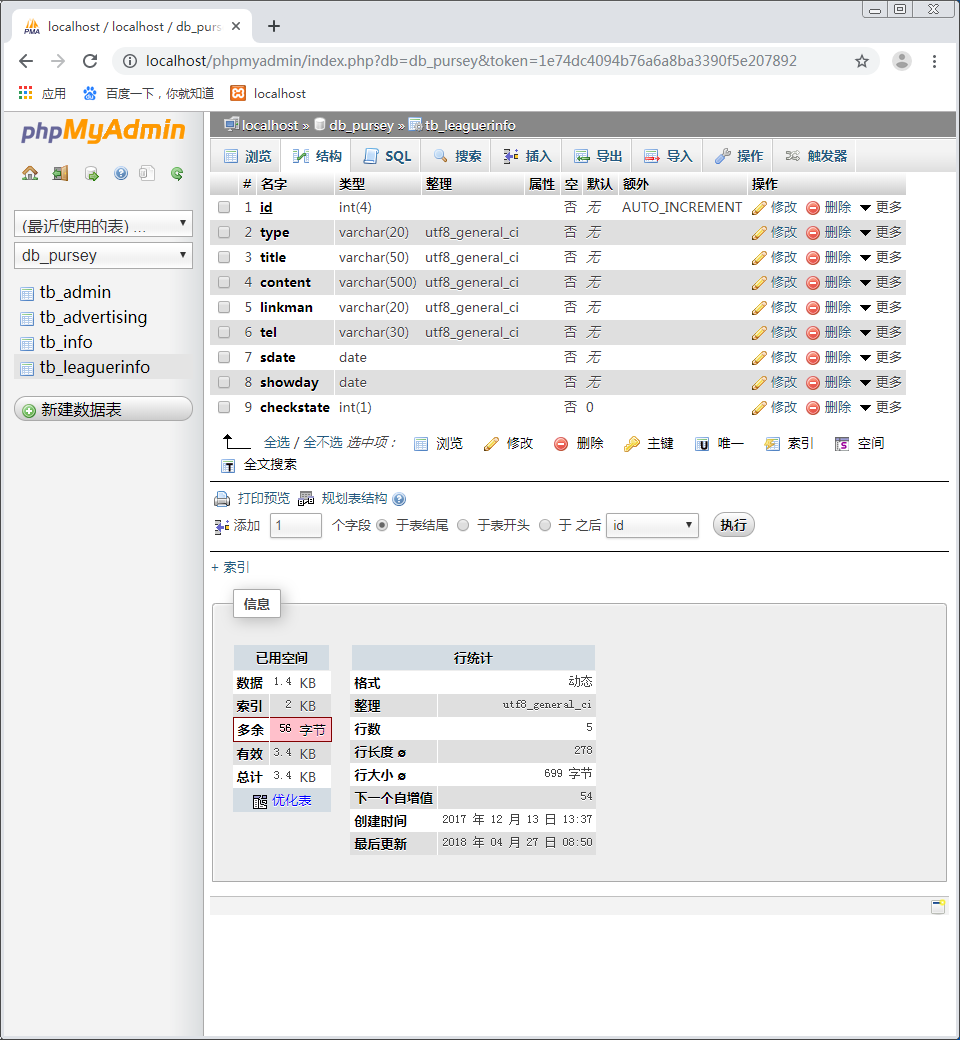 localhost / localhost / db_purs
localhost/phpmyadmin/index.php?db=db_pursey&token=1e74dc4094b76a6a8ba3390f5e207892
应用 百度一下，你就知道 localhost
phpMyAdmin
(最近使用的表) ...
db_pursey
tb_admin
tb_advertising
tb_info
tb_leaguerinfo
新建数据表
localhost » db_pursey » tb_leaguerinfo
浏览 结构 SQL 搜索 插入 导出 导入 操作 触发器
# 名字 类型 整理 属性 空 默认 额外 操作
1 id int(4) 否 无 AUTO_INCREMENT 修改 删除 更多
2 type varchar(20) utf8_general_ci 否 无 修改 删除 更多
3 title varchar(50) utf8_general_ci 否 无 修改 删除 更多
4 content varchar(500) utf8_general_ci 否 无 修改 删除 更多
5 linkman varchar(20) utf8_general_ci 否 无 修改 删除 更多
6 tel varchar(30) utf8_general_ci 否 无 修改 删除 更多
7 sdate date 否 无 修改 删除 更多
8 showday date 否 无 修改 删除 更多
9 checkstate int(1) 否 0 修改 删除 更多
全选 / 全不选 选中项： 浏览 修改 删除 主键 U 唯一 索引 S 空间
T 全文搜索
打印预览 规划表结构
添加 1 个字段 于表结尾 于表开头 于 之后 id 执行
+ 索引
信息
已用空间
数据 1.4 KB
索引 2 KB
多余 56 字节
有效 3.4 KB
总计 3.4 KB
优化表
行统计
格式 动态
整理 utf8_general_ci
行数 5
行长度 ø 278
行大小 ø 699 字节
下一个自增值 54
创建时间 2017 年 12 月 13 日 13:37
最后更新 2018 年 04 月 27 日 08:50